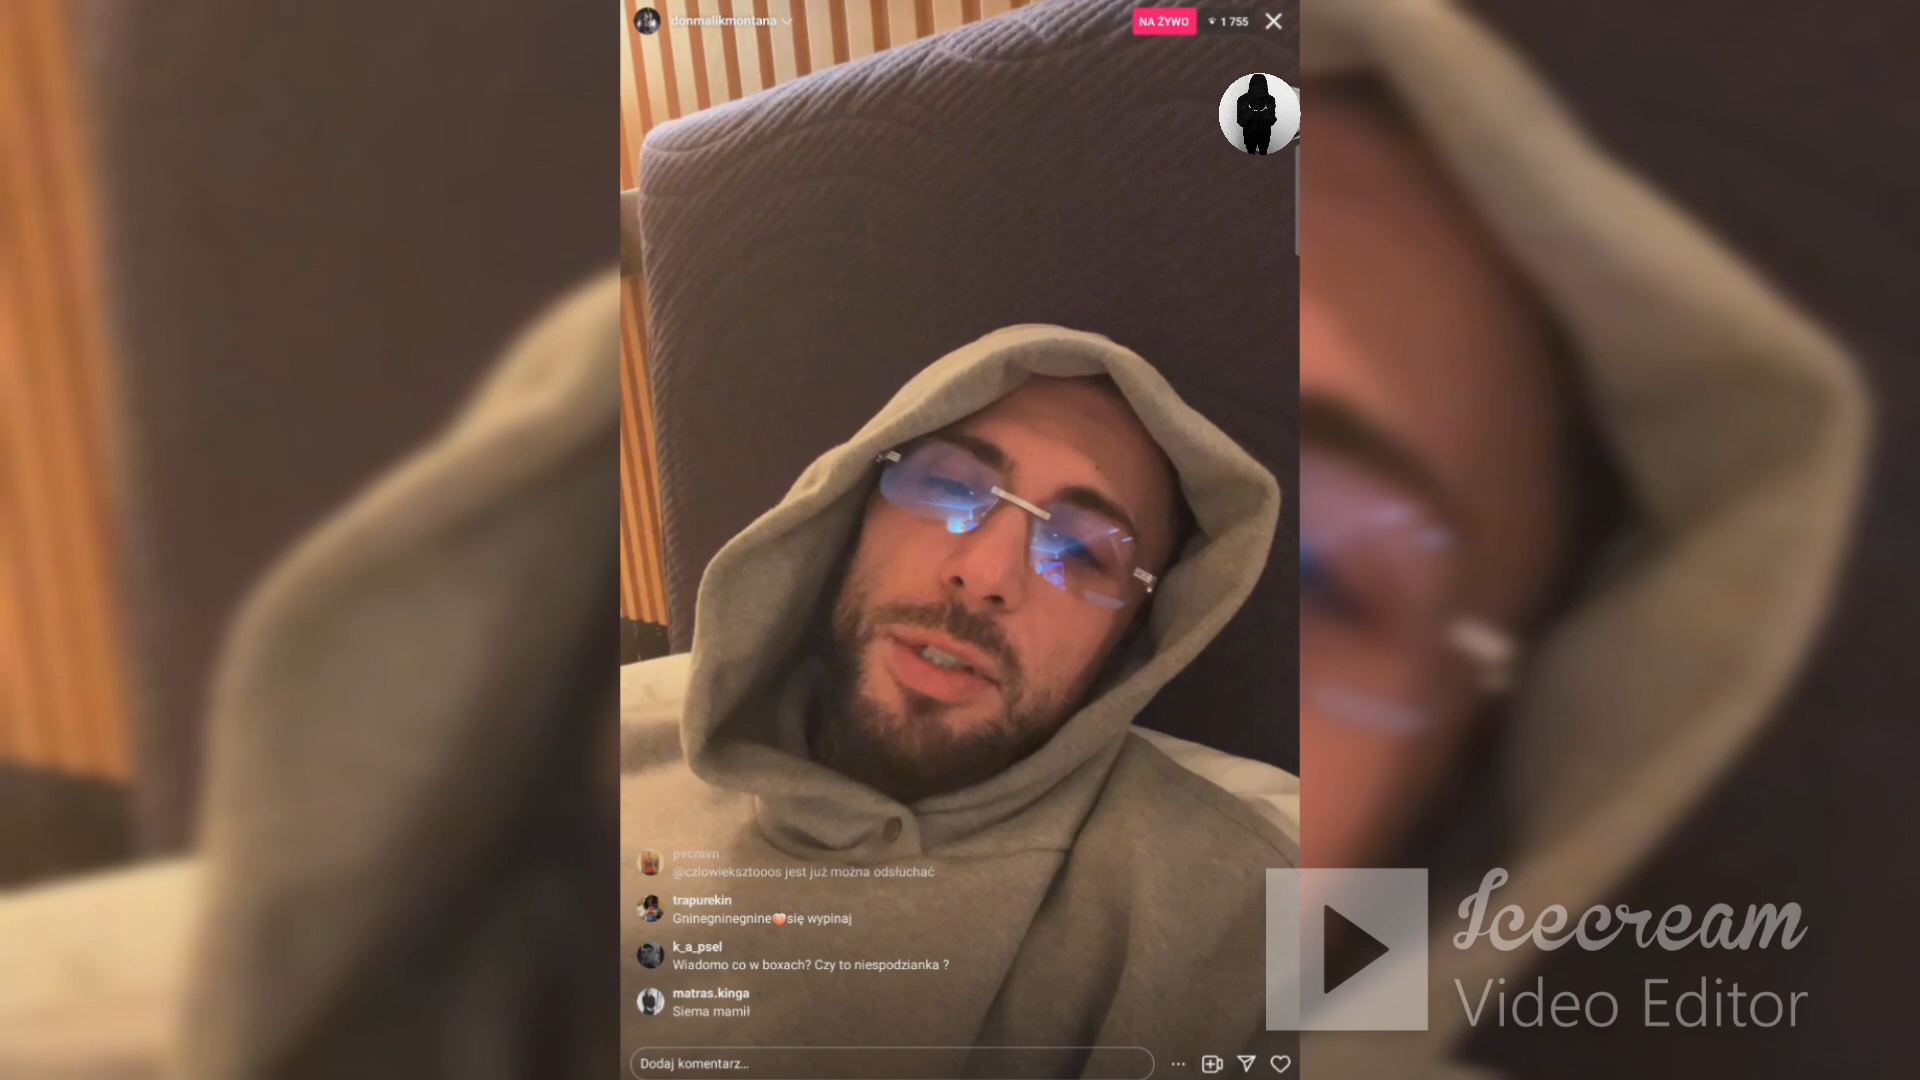 donmalikmontana
NA ŻYWO
1 755
pvcmvn
@czlowieksztooos jest już można odsłuchać
trapurekin
Gninegninegnine🍑się wypinaj
k_a_psel
Wiadomo co w boxach? Czy to niespodzianka ?
matras.kinga
Siema mamił
Dodaj komentarz...
Icecream
Video Editor